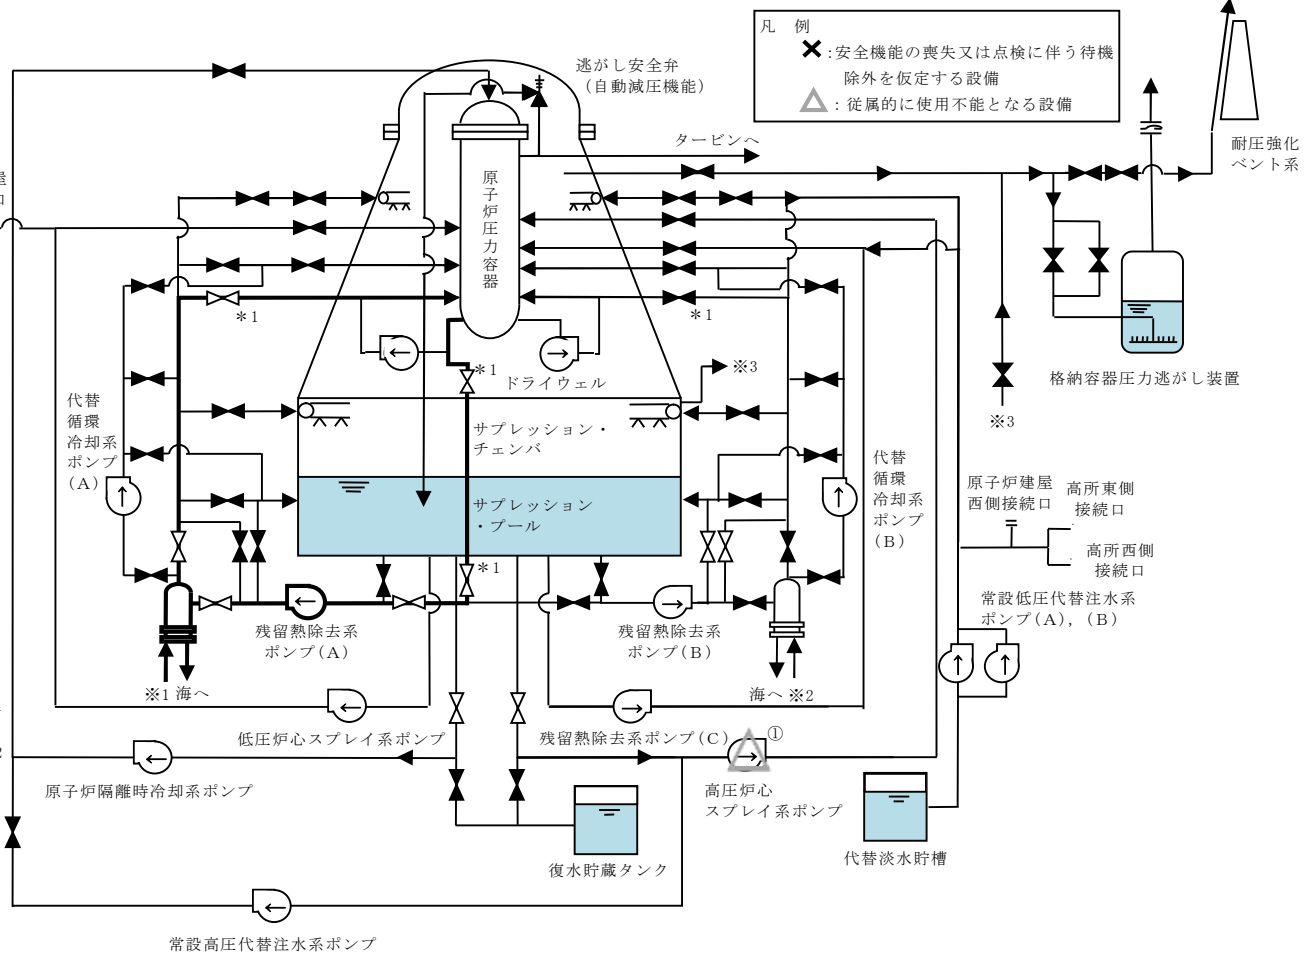 凡　例
✕:安全機能の喪失又は点検に伴う待機
除外を仮定する設備
△:従属的に使用不能となる設備
逃がし安全弁
(自動減圧機能)
タービンへ
耐圧強化
ベント系
原子炉圧力容器
屋
＊1
＊1
＊1
※3
ドライウェル
格納容器圧力逃がし装置
※3
代替
循環
冷却系
ポンプ
(A)
サプレッション・
チェンバ
サプレッション
・プール
代替
循環
冷却系
ポンプ
(B)
原子炉建屋
西側接続口
高所東側
接続口
高所西側
接続口
＊1
残留熱除去系
ポンプ(A)
残留熱除去系
ポンプ(B)
常設低圧代替注水系
ポンプ(A),(B)
※1 海へ
海へ ※2
低圧炉心スプレイ系ポンプ
残留熱除去系ポンプ(C)
①
原子炉隔離時冷却系ポンプ
高圧炉心
スプレイ系ポンプ
復水貯蔵タンク
代替淡水貯槽
常設高圧代替注水系ポンプ